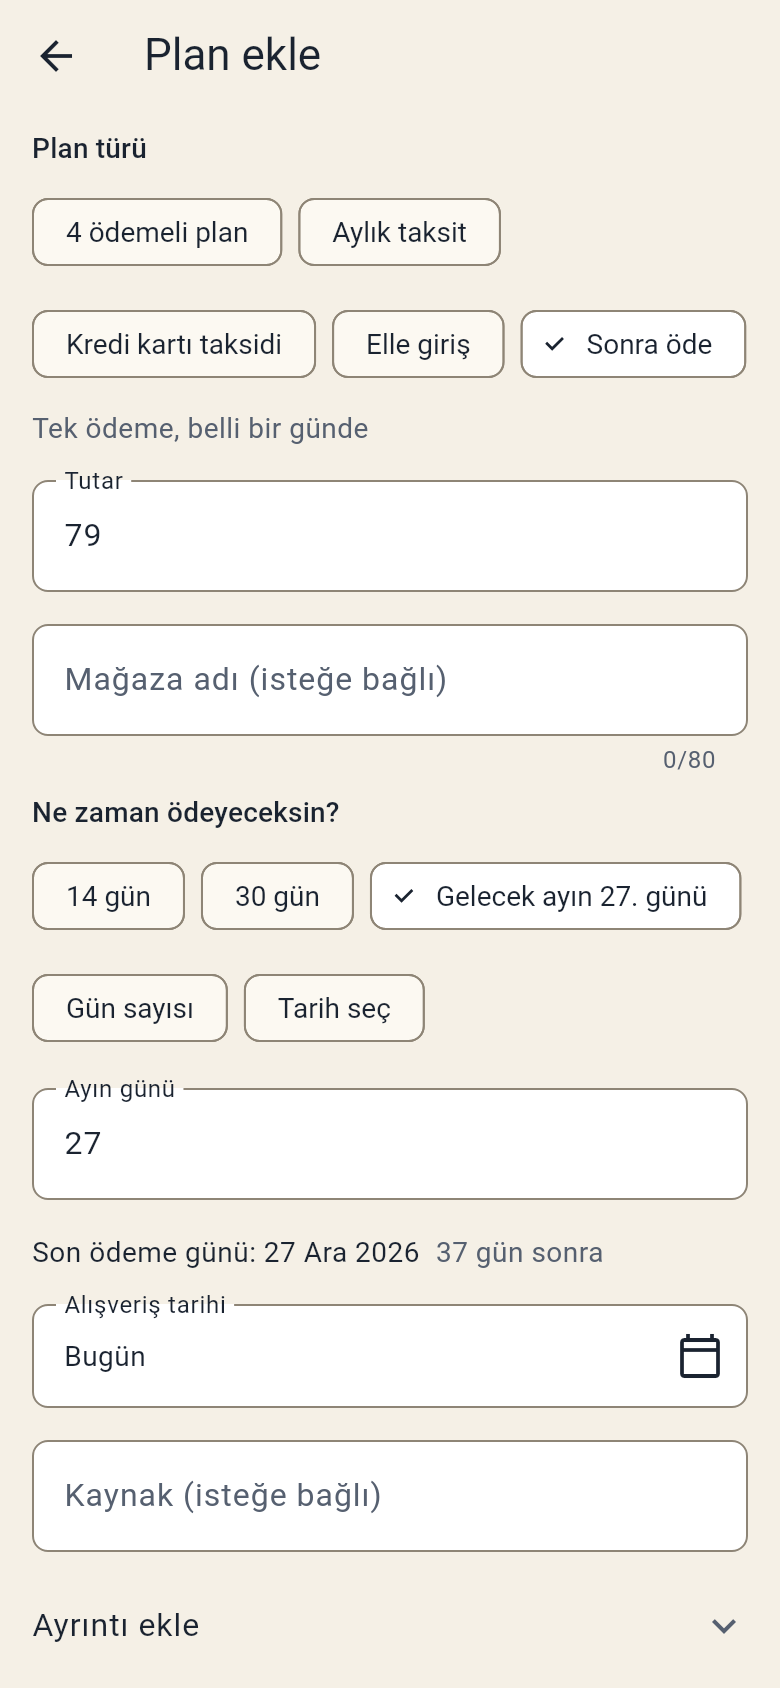 Plan ekle
Plan türü
4 ödemeli plan
Aylık taksit
Kredi kartı taksidi
Elle giriş
Sonra öde
Tek ödeme, belli bir günde
Tutar
79
Mağaza adı (isteğe bağlı)
0/80
Ne zaman ödeyeceksin?
14 gün
30 gün
Gelecek ayın 27. günü
Gün sayısı
Tarih seç
Ayın günü
27
Son ödeme günü: 27 Ara 2026 37 gün sonra
Alışveriş tarihi
Bugün
Kaynak (isteğe bağlı)
Ayrıntı ekle